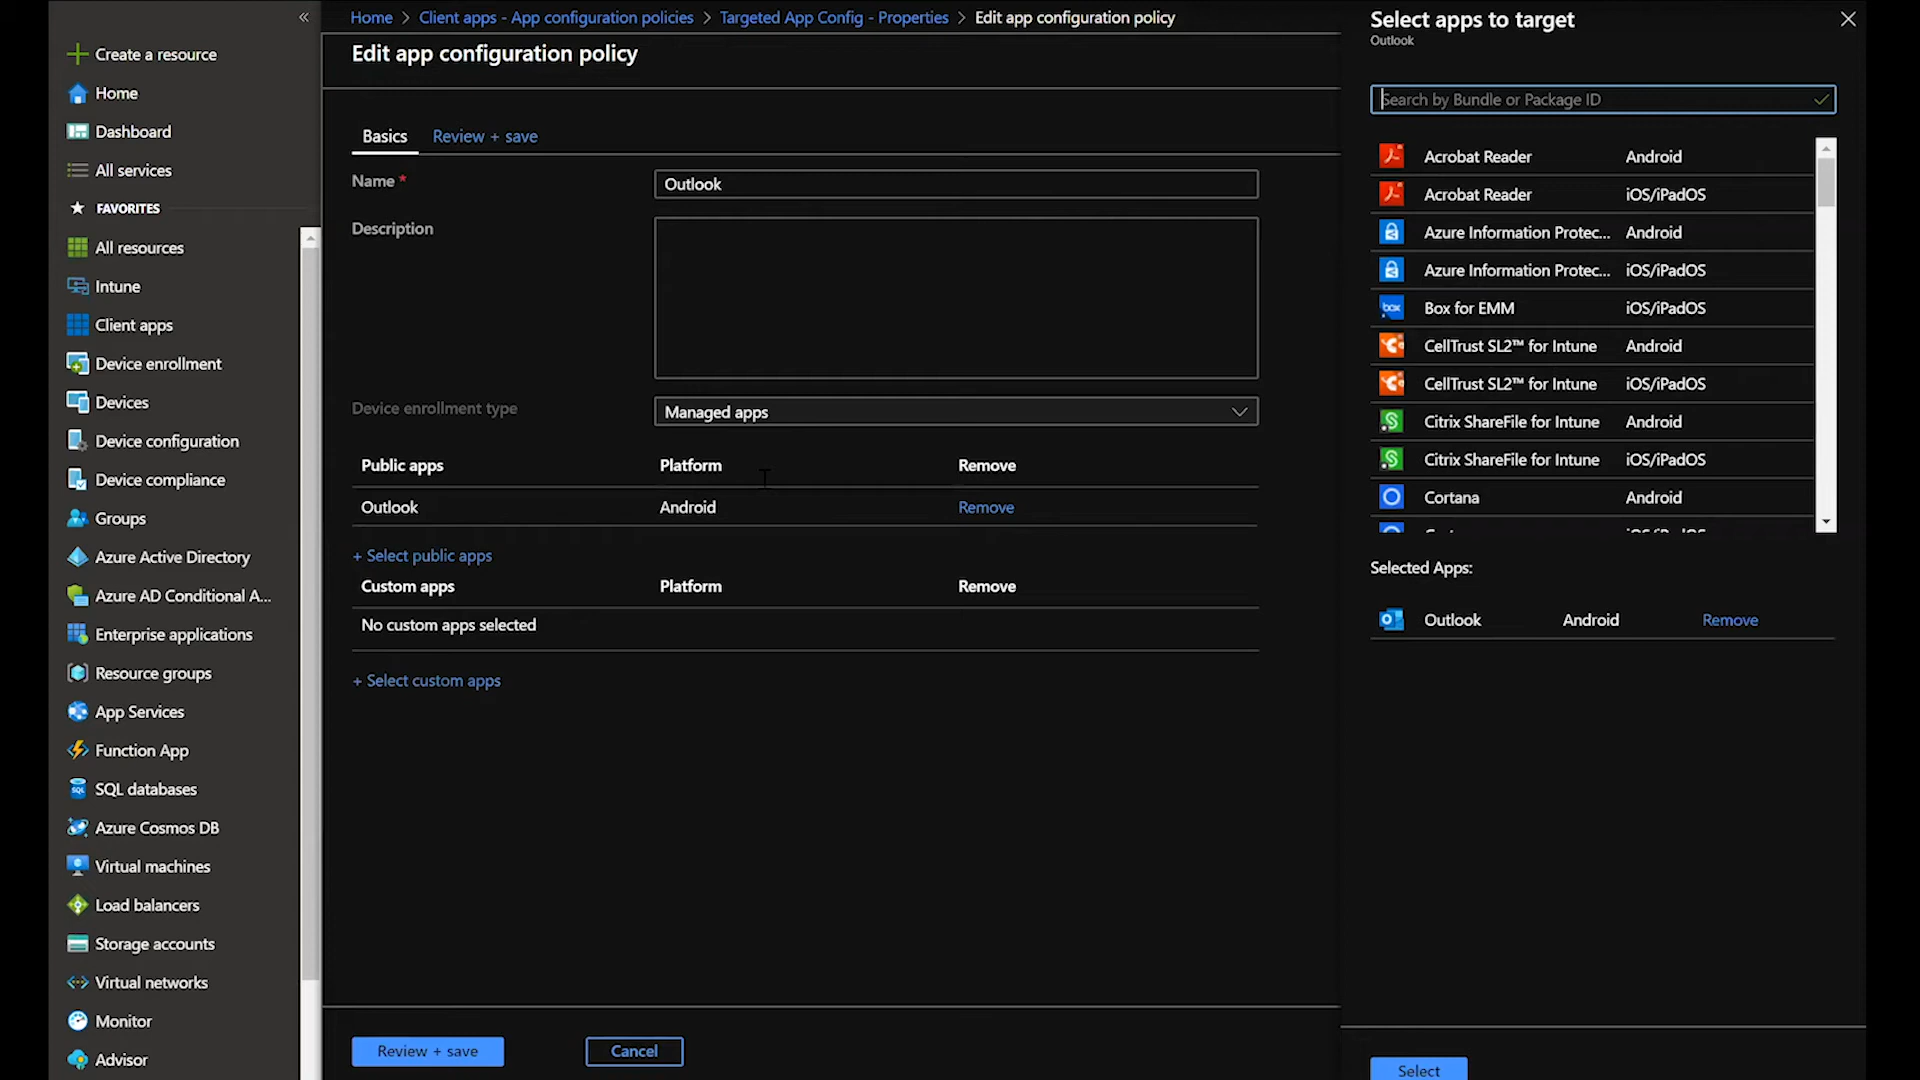 «
Create a resource
Home
Dashboard
All services
FAVORITES
All resources
Intune
Client apps
Device enrollment
Devices
Device configuration
Device compliance
Groups
Azure Active Directory
Azure AD Conditional A...
Enterprise applications
Resource groups
App Services
Function App
SQL databases
Azure Cosmos DB
Virtual machines
Load balancers
Storage accounts
Virtual networks
Monitor
Advisor
Home > Client apps - App configuration policies > Targeted App Config - Properties > Edit app configuration policy
Edit app configuration policy
Basics Review + save
Name *
Outlook
Description
Device enrollment type
Managed apps
Public apps Platform Remove
Outlook Android Remove
+ Select public apps
Custom apps Platform Remove
No custom apps selected
+ Select custom apps
Review + save Cancel
Select apps to target
Outlook
Search by Bundle or Package ID
Acrobat Reader Android
Acrobat Reader iOS/iPadOS
Azure Information Protec... Android
Azure Information Protec... iOS/iPadOS
box Box for EMM iOS/iPadOS
CellTrust SL2™ for Intune Android
CellTrust SL2™ for Intune iOS/iPadOS
Citrix ShareFile for Intune Android
Citrix ShareFile for Intune iOS/iPadOS
Cortana Android
Selected Apps:
Outlook Android Remove
Select